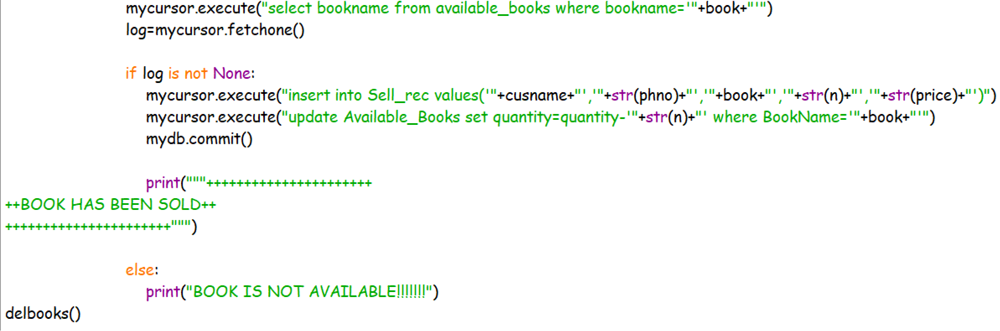 mycursor.execute("select bookname from available_books where bookname='"+book+"'")
log=mycursor.fetchone()
if log is not None:
mycursor.execute("insert into Sell_rec values('"+cusname+"','"+str(phno)+"','"+book+"','"+str(n)+"','"+str(price)+"')")
mycursor.execute("update Available_Books set quantity=quantity-'"+str(n)+"' where BookName='"+book+"'")
mydb.commit()
print("""++++++++++++++++++++++
++BOOK HAS BEEN SOLD++
++++++++++++++++++++++""")
else:
print("BOOK IS NOT AVAILABLE!!!!!!!")
delbooks()